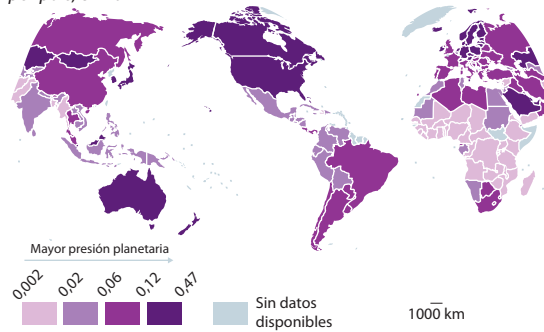 Mayor presión planetaria
0,002
0,02
0,06
0,12
0,47
Sin datos
disponibles
1000 km